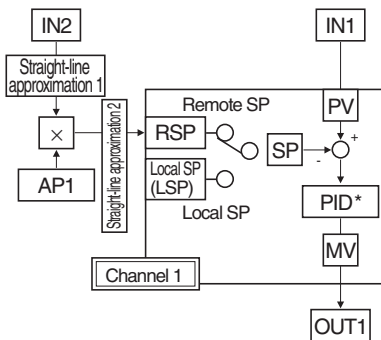 IN2
IN1
Straight-line
approximation 1
Straight-line approximation 2
Remote SP
PV
×
RSP
SP
+
-
Local SP
(LSP)
AP1
PID*
Local SP
MV
Channel 1
OUT1